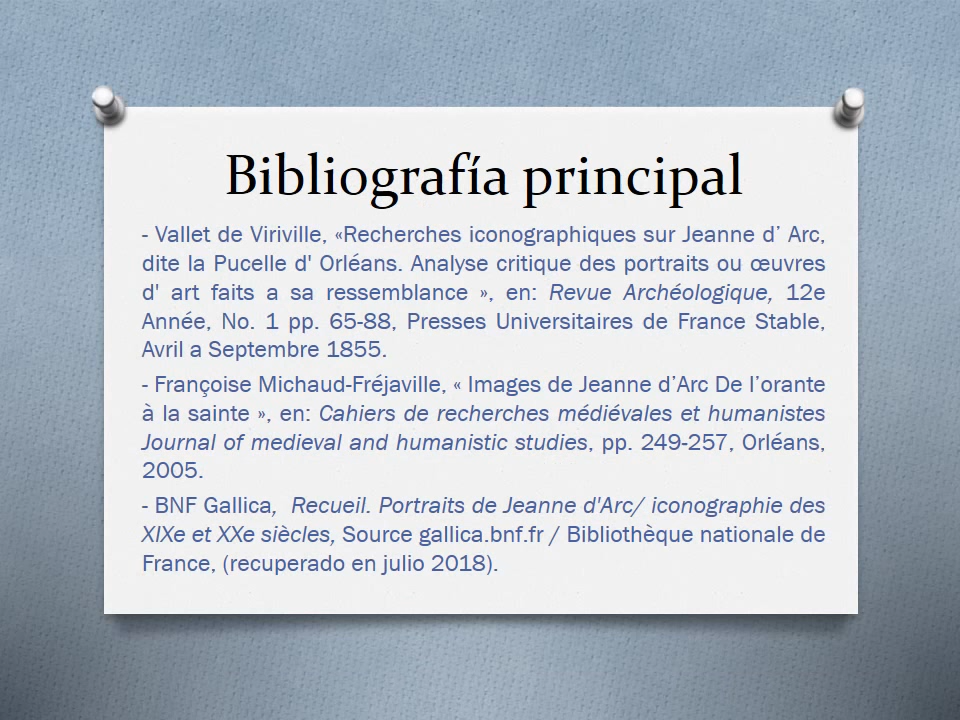 Bibliografía principal
- Vallet de Viriville, «Recherches iconographiques sur Jeanne d’ Arc,
dite la Pucelle d' Orléans. Analyse critique des portraits ou œuvres
d' art faits a sa ressemblance », en: Revue Archéologique, 12e
Année, No. 1 pp. 65-88, Presses Universitaires de France Stable,
Avril a Septembre 1855.
- Françoise Michaud-Fréjaville, « Images de Jeanne d’Arc De l’orante
à la sainte », en: Cahiers de recherches médiévales et humanistes
Journal of medieval and humanistic studies, pp. 249-257, Orléans,
2005.
- BNF Gallica, Recueil. Portraits de Jeanne d'Arc/ iconographie des
XIXe et XXe siècles, Source gallica.bnf.fr / Bibliothèque nationale de
France, (recuperado en julio 2018).